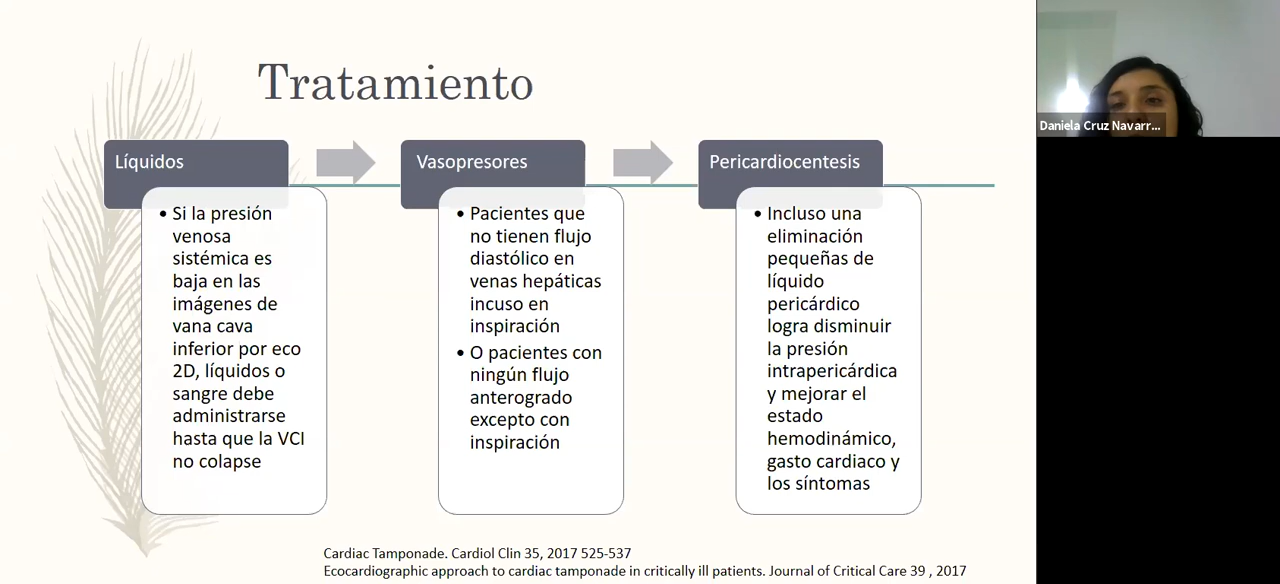 Tratamiento
Líquidos
Si la presión
venosa
sistémica es
baja en las
imágenes de
vana cava
inferior por eco
2D, líquidos o
sangre debe
administrarse
hasta que la VCI
no colapse
Vasopresores
Pacientes que
no tienen flujo
diastólico en
venas hepáticas
incuso en
inspiración
O pacientes con
ningún flujo
anterogrado
excepto con
inspiración
Pericardiocentesis
Incluso una
eliminación
pequeñas de
líquido
pericárdico
logra disminuir
la presión
intrapericárdica
y mejorar el
estado
hemodinámico,
gasto cardiaco y
los síntomas
Cardiac Tamponade. Cardiol Clin 35, 2017 525-537
Ecocardiographic appraoch to cardiac tamponade in critically ill patients. Journal of Critical Care 39 , 2017
Daniela Cruz Navarr...